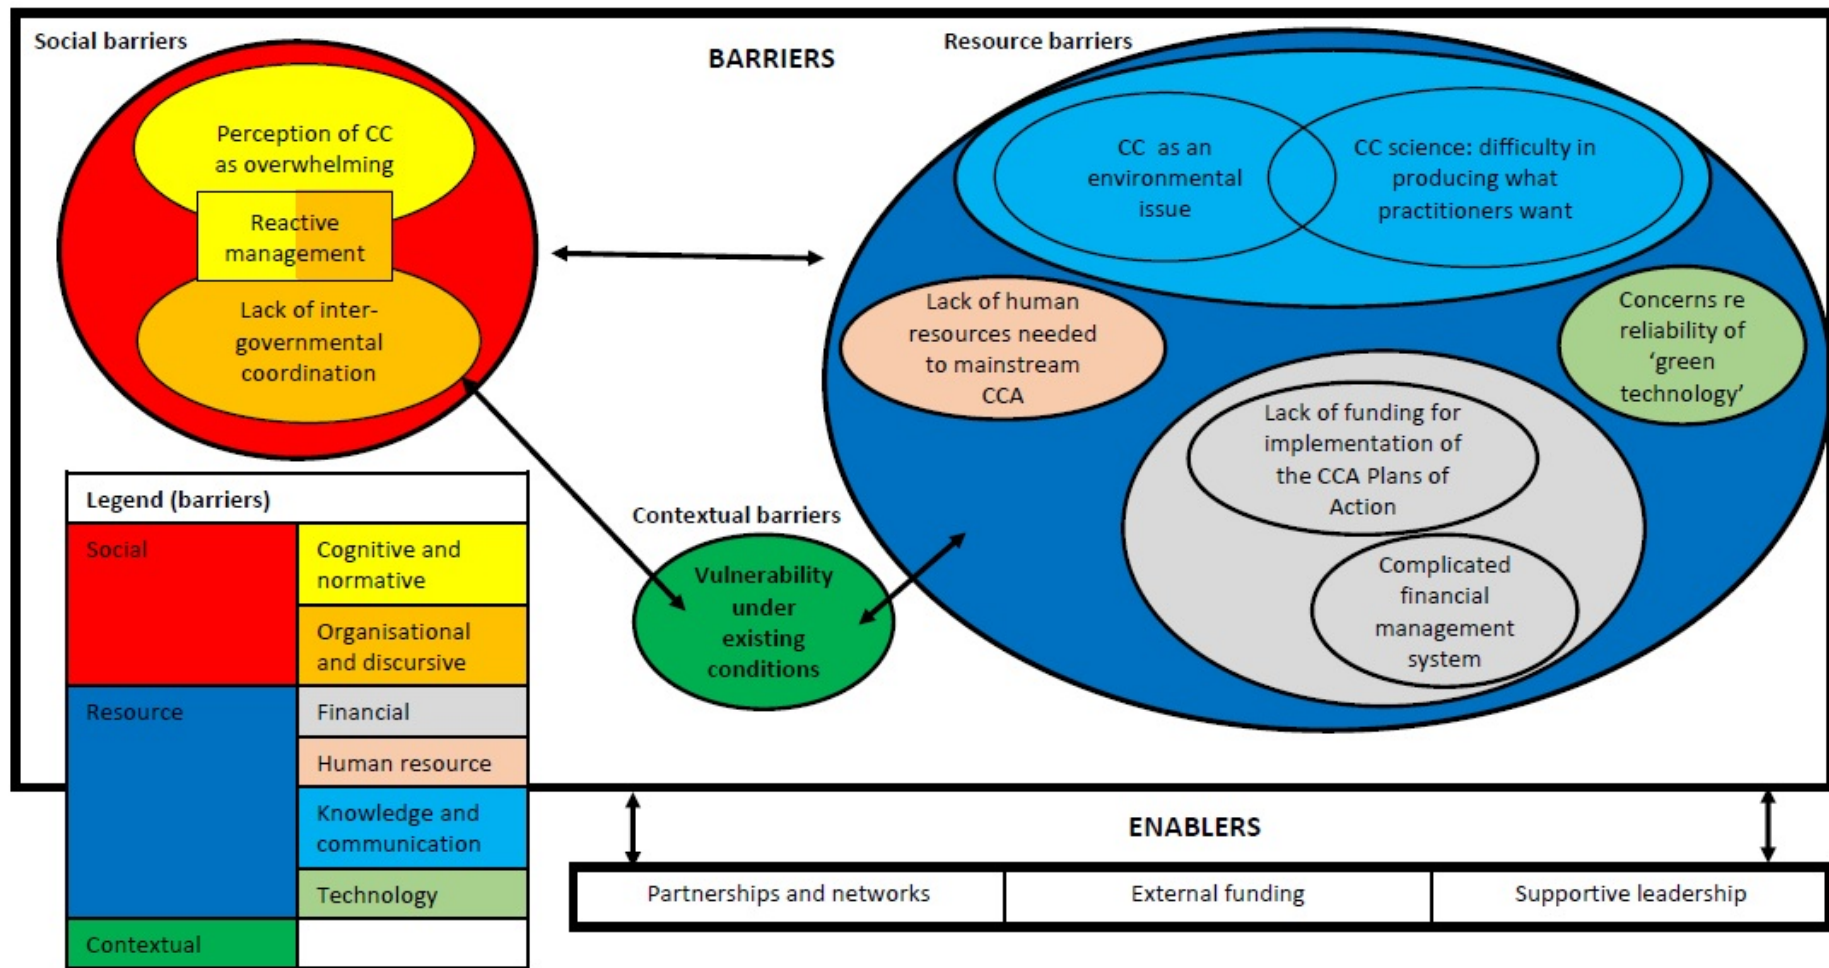 Social barriers
BARRIERS
Resource barriers
Perception of CC
as overwhelming
Reactive
management
Lack of inter-
governmental
coordination
CC as an
environmental
issue
CC science: difficulty in
producing what
practitioners want
Lack of human
resources needed
to mainstream
CCA
Concerns re
reliability of
‘green
technology’
Lack of funding for
implementation of
the CCA Plans of
Action
Complicated
financial
management
system
Contextual barriers
Vulnerability
under
existing
conditions
Legend (barriers)
Social
Cognitive and
normative
Organisational
and discursive
Resource
Financial
Human resource
Knowledge and
communication
Technology
Contextual
ENABLERS
Partnerships and networks
External funding
Supportive leadership